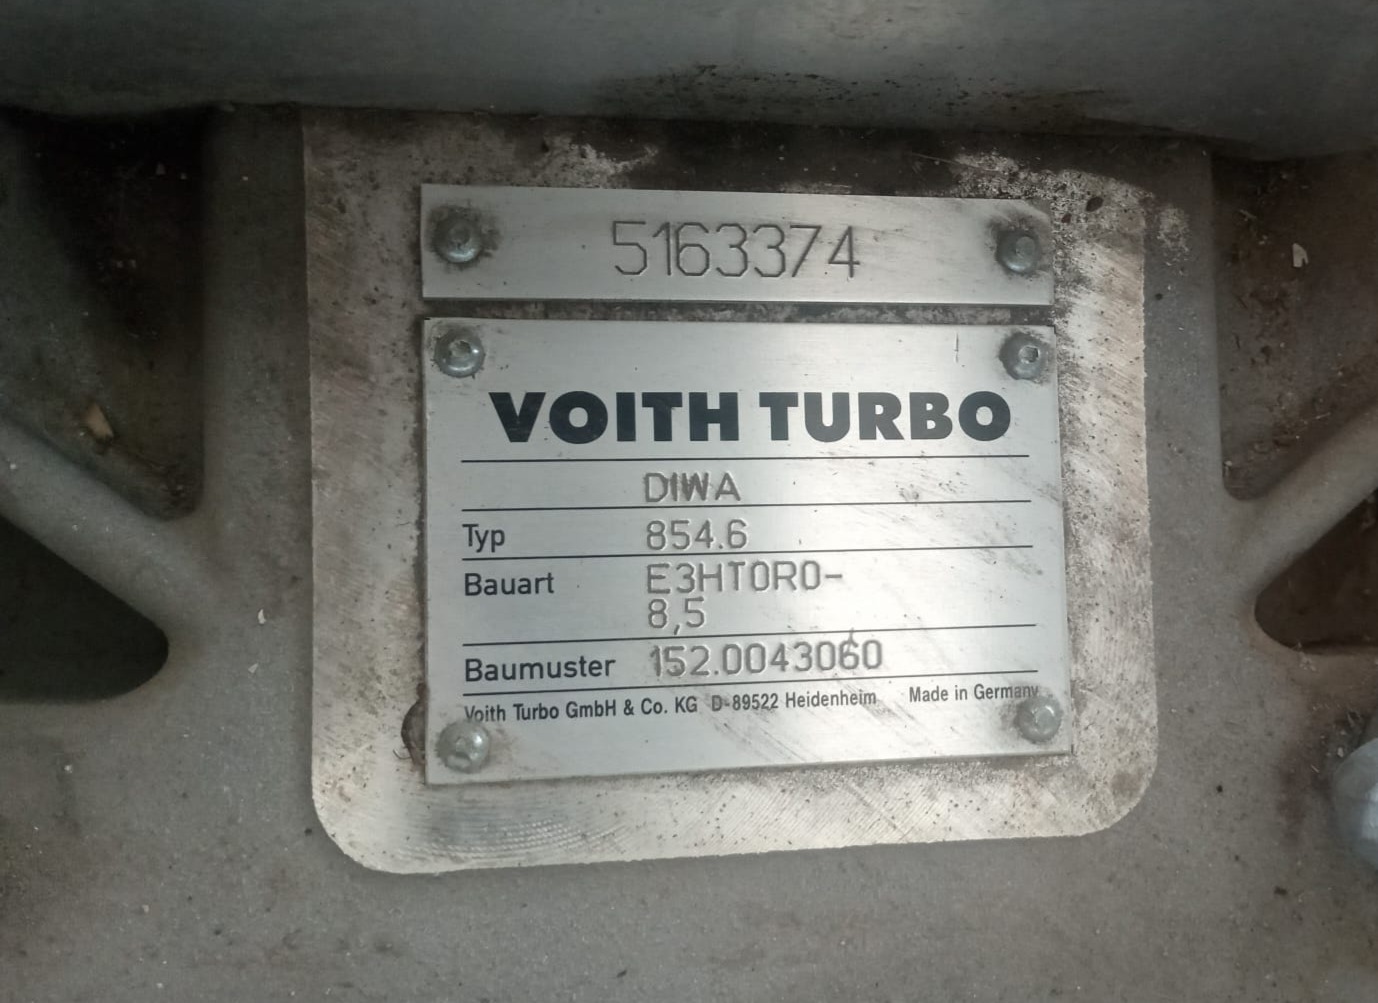 5163374
VOITH TURBO
DIWA
Typ 854.6
Bauart E3HT0R0-
8,5
Baumuster 152.0043060
Voith Turbo GmbH & Co. KG D-89522 Heidenheim Made in Germany